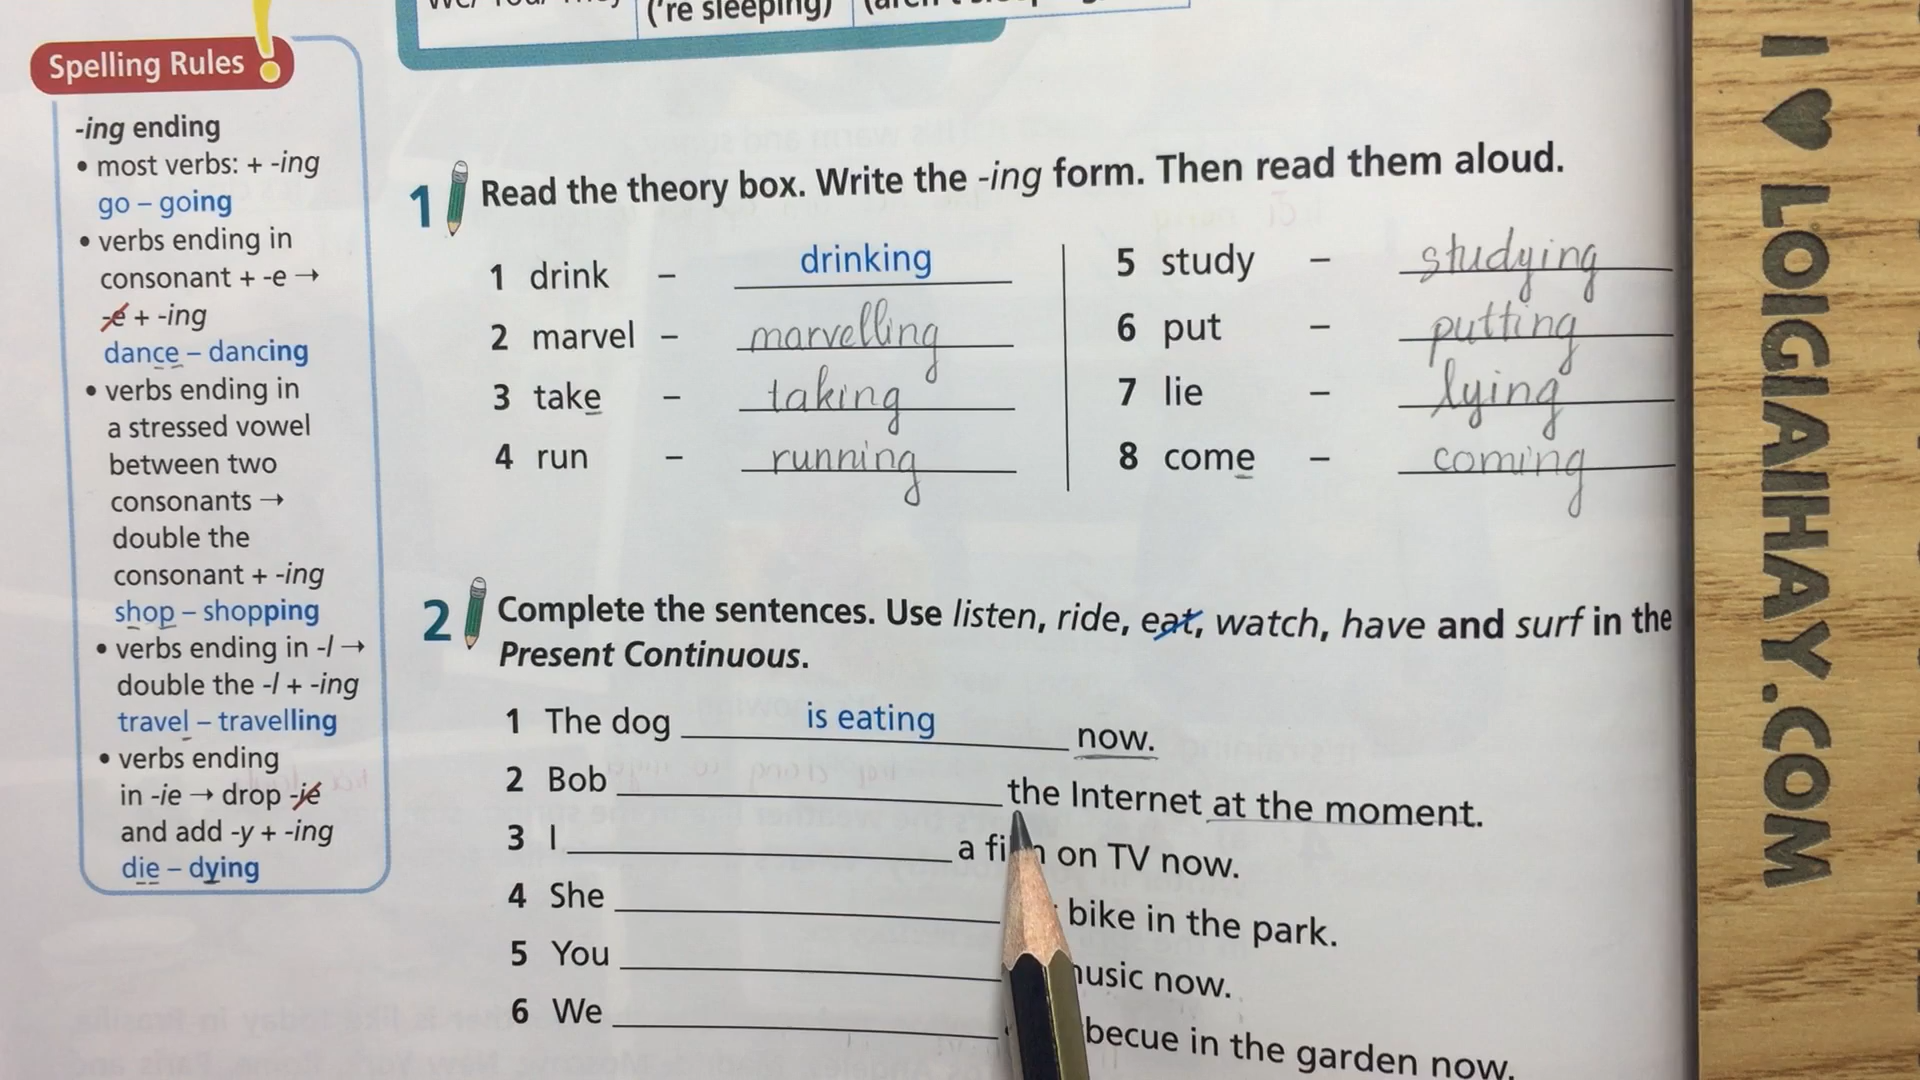 ('re sleeping)
Spelling Rules !
-ing ending
• most verbs: + -ing
go – going
• verbs ending in
consonant + -e →
-e + -ing
dance – dancing
• verbs ending in
a stressed vowel
between two
consonants →
double the
consonant + -ing
shop – shopping
• verbs ending in -l →
double the -l + -ing
travel – travelling
• verbs ending
in -ie → drop -ie
and add -y + -ing
die – dying
1 Read the theory box. Write the -ing form. Then read them aloud.
1 drink – drinking
2 marvel – marvelling
3 take – taking
4 run – running
5 study – studying
6 put – putting
7 lie – lying
8 come – coming
2 Complete the sentences. Use listen, ride, eat, watch, have and surf in the
Present Continuous.
1 The dog is eating now.
2 Bob the Internet at the moment.
3 I a on TV now.
4 She bike in the park.
5 You now.
6 We in the garden now.
I ♥ LOIGIAIHAY.COM